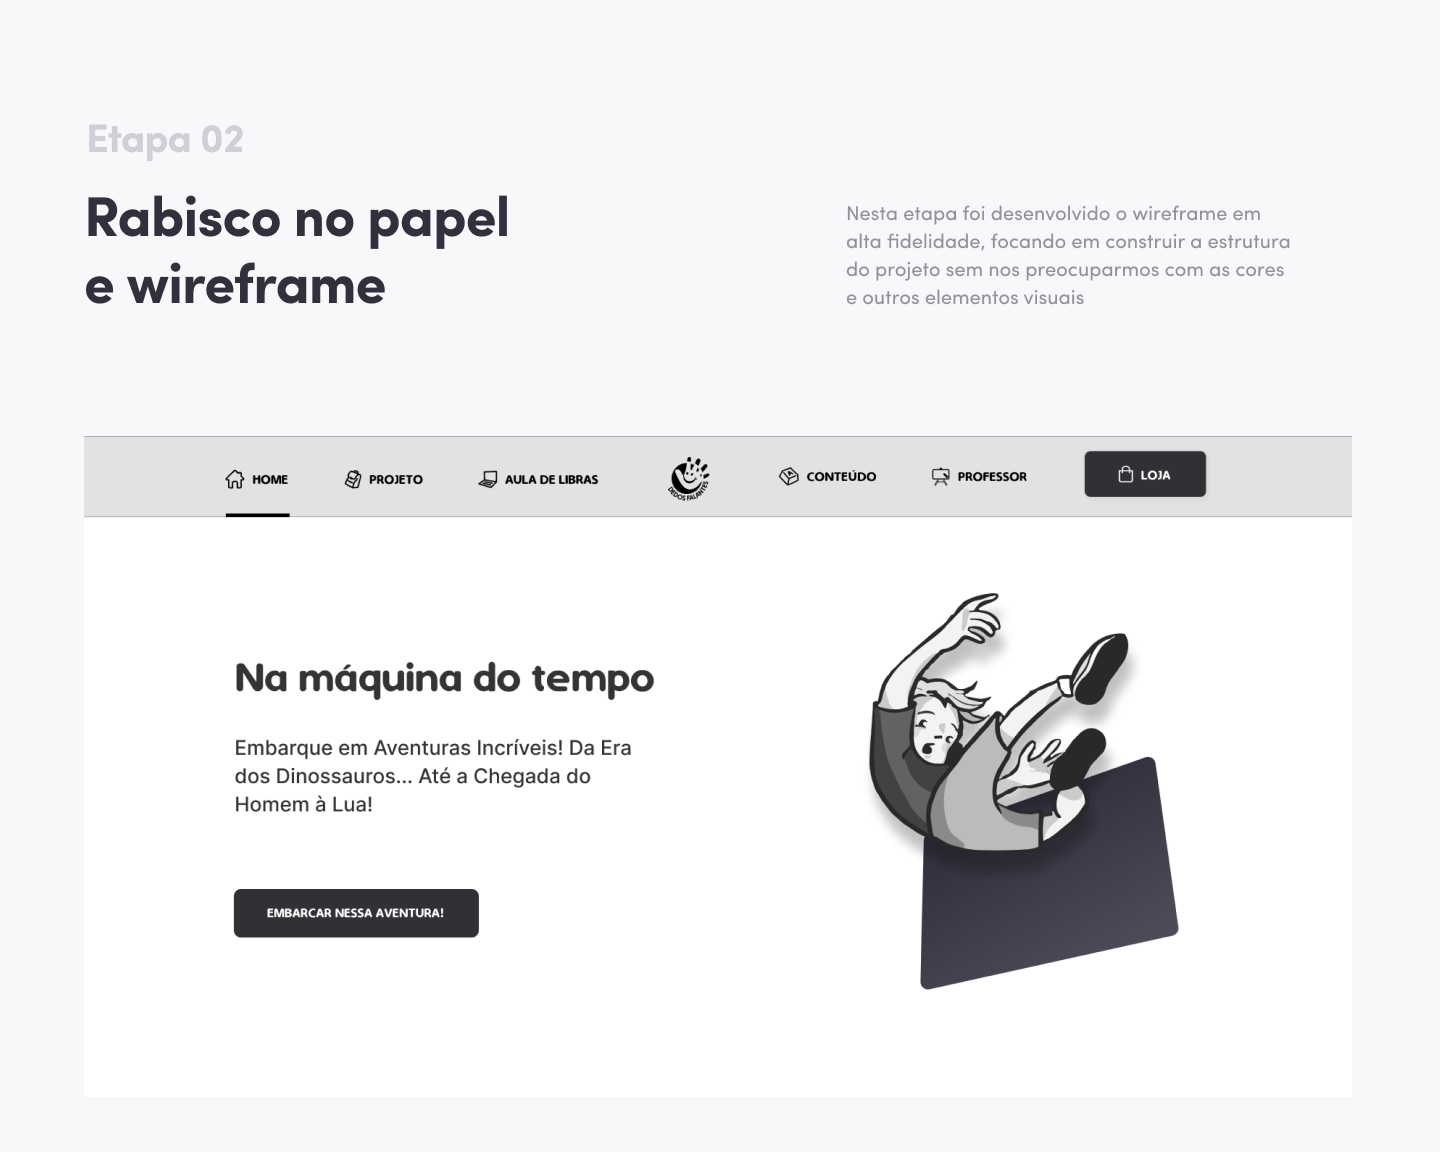 Etapa 02
Rabisco no papel
e wireframe
Nesta etapa foi desenvolvido o wireframe em
alta fidelidade, focando em construir a estrutura
do projeto sem nos preocuparmos com as cores
e outros elementos visuais
HOME
PROJETO
AULA DE LIBRAS
DEDOS FALANTES
CONTEÚDO
PROFESSOR
LOJA
Na máquina do tempo
Embarque em Aventuras Incríveis! Da Era
dos Dinossauros... Até a Chegada do
Homem à Lua!
EMBARCAR NESSA AVENTURA!